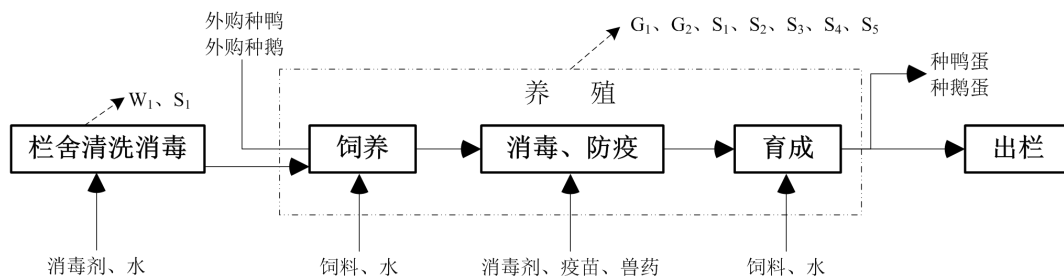 外购种鸭
外购种鹅
G₁、G₂、S₁、S₂、S₃、S₄、S₅
种鸭蛋
种鹅蛋
养 殖
W₁、S₁
栏舍清洗消毒
饲养
消毒、防疫
育成
出栏
消毒剂、水
饲料、水
消毒剂、疫苗、兽药
饲料、水